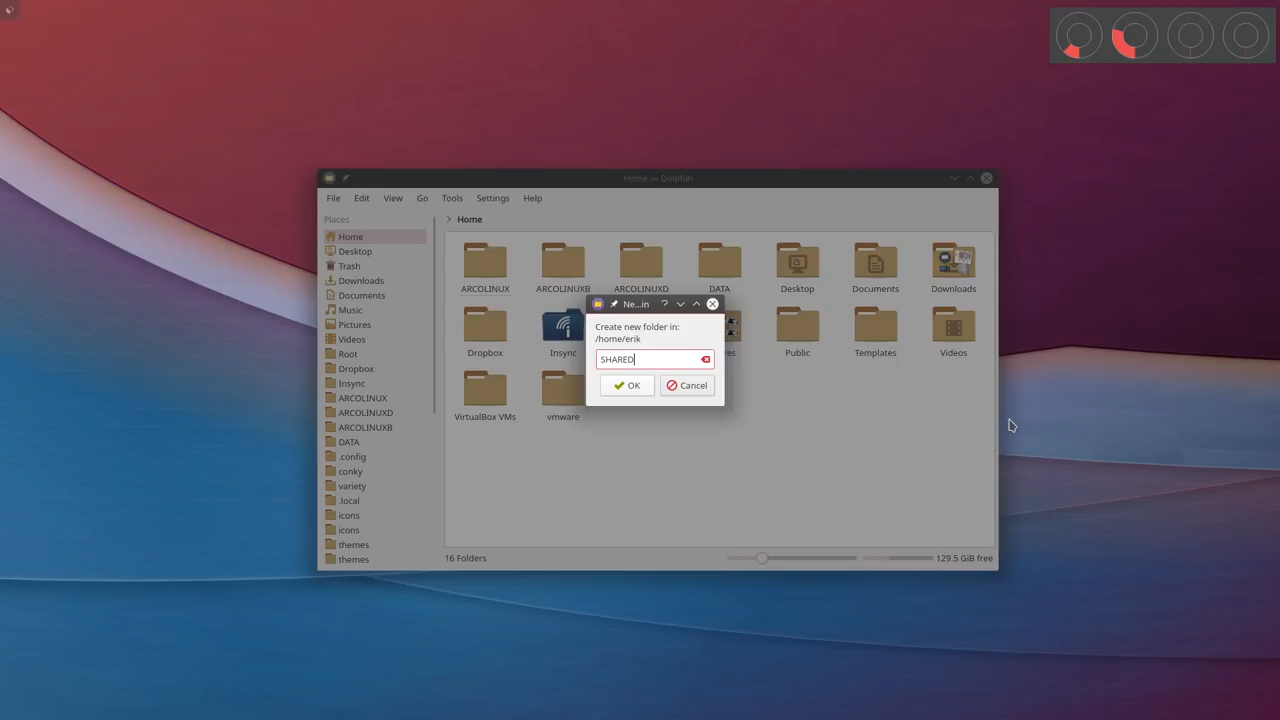 Home — Dolphin
File Edit View Go Tools Settings Help
Places
Home
Desktop
Trash
Downloads
Documents
Music
Pictures
Videos
Root
Dropbox
Insync
ARCOLINUX
ARCOLINUXD
ARCOLINUXB
DATA
.config
conky
variety
.local
icons
icons
themes
themes
Home
ARCOLINUX ARCOLINUXB ARCOLINUXD DATA Desktop Documents Downloads
Dropbox Insync res Public Templates Videos
VirtualBox VMs vmware
Ne...in
Create new folder in:
/home/erik
SHARED
OK Cancel
16 Folders 129.5 GiB free